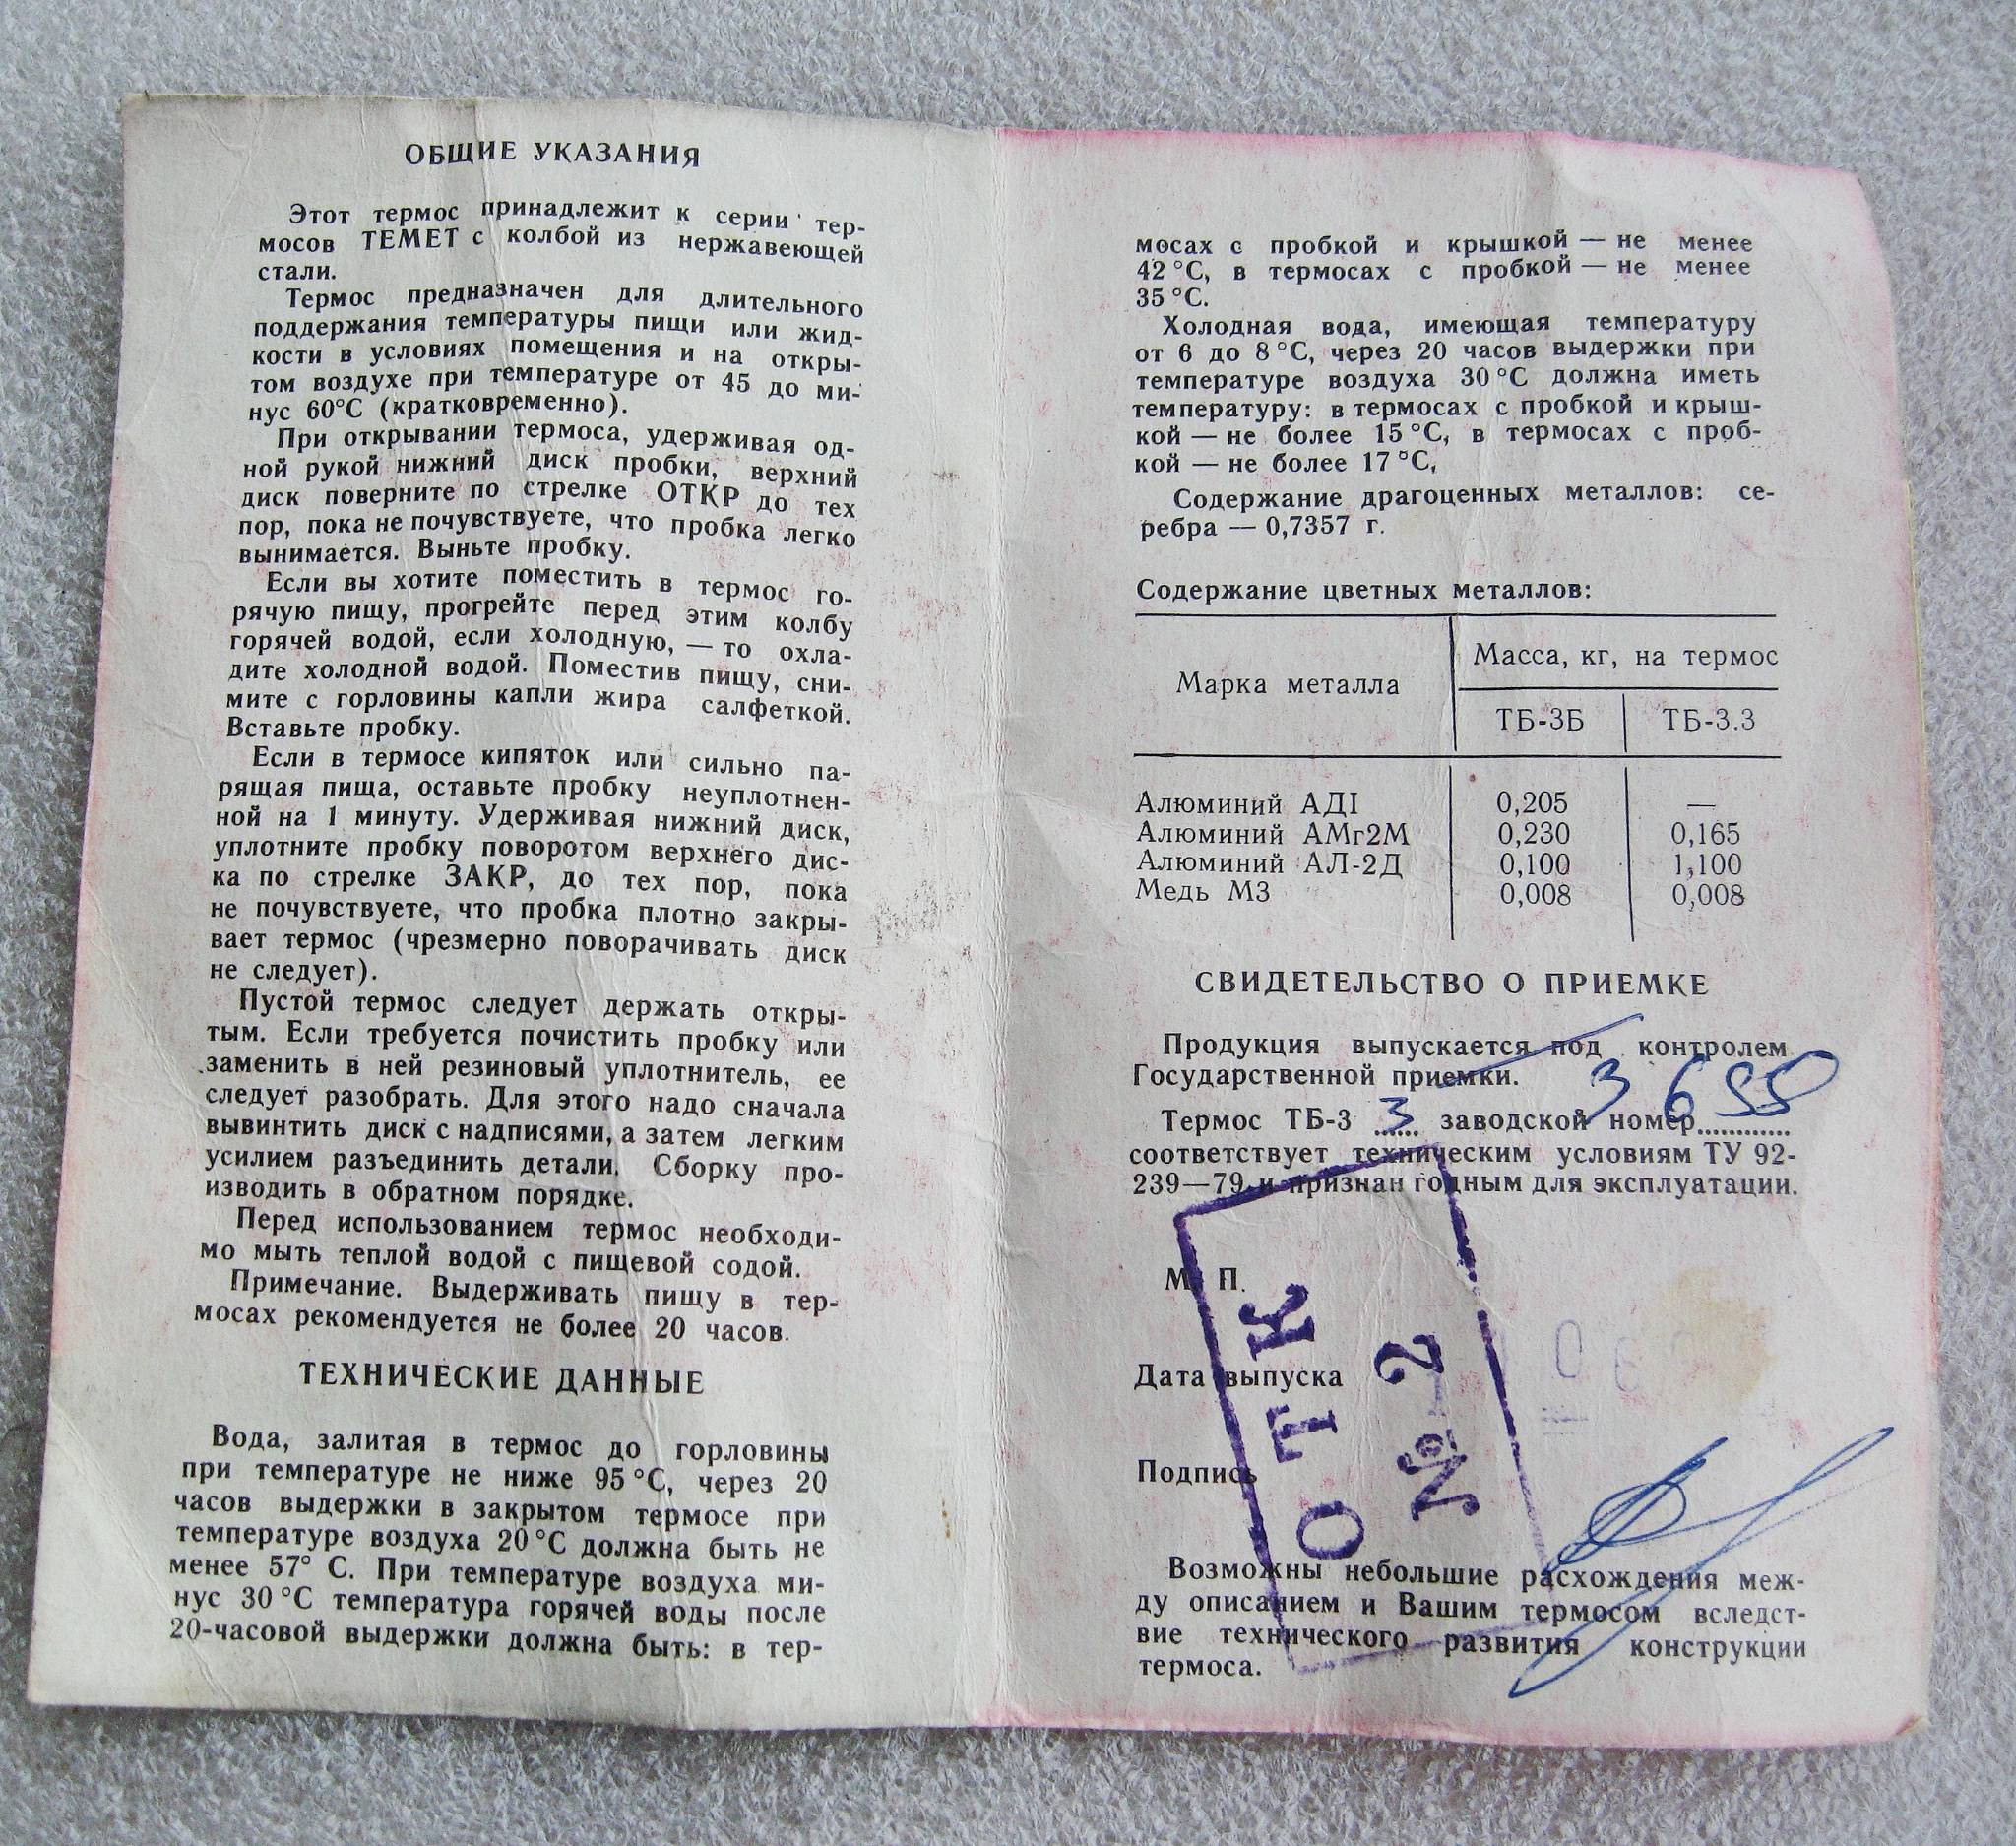 ОБЩИЕ УКАЗАНИЯ
Этот термос принадлежит к серии тер-
мосов ТЕМЕТ с колбой из нержавеющей
стали.
Термос предназначен для длительного
поддержания температуры пищи или жид-
кости в условиях помещения и на откры-
том воздухе при температуре от 45 до ми-
нус 60°С (кратковременно).
При открывании термоса, удерживая од-
ной рукой нижний диск пробки, верхний
диск поверните по стрелке ОТКР до тех
пор, пока не почувствуете, что пробка легко
вынимается. Выньте пробку.
Если вы хотите поместить в термос го-
рячую пищу, прогрейте перед этим колбу
горячей водой, если холодную, — то охла-
дите холодной водой. Поместив пищу, сни-
мите с горловины капли жира салфеткой.
Вставьте пробку.
Если в термосе кипяток или сильно па-
рящая пища, оставьте пробку неуплотнен-
ной на 1 минуту. Удерживая нижний диск,
уплотните пробку поворотом верхнего дис-
ка по стрелке ЗАКР, до тех пор, пока
не почувствуете, что пробка плотно закры-
вает термос (чрезмерно поворачивать диск
не следует).
Пустой термос следует держать откры-
тым. Если требуется почистить пробку или
заменить в ней резиновый уплотнитель, ее
следует разобрать. Для этого надо сначала
вывинтить диск с надписями, а затем легким
усилием разъединить детали. Сборку про-
изводить в обратном порядке.
Перед использованием термос необходи-
мо мыть теплой водой с пищевой содой.
Примечание. Выдерживать пищу в тер-
мосах рекомендуется не более 20 часов.
ТЕХНИЧЕСКИЕ ДАННЫЕ
Вода, залитая в термос до горловины
при температуре не ниже 95 °С, через 20
часов выдержки в закрытом термосе при
температуре воздуха 20 °С должна быть не
менее 57° С. При температуре воздуха ми-
нус 30 °С температура горячей воды после
20-часовой выдержки должна быть: в тер-
мосах с пробкой и крышкой — не менее
42 °С, в термосах с пробкой — не менее
35 °С.
Холодная вода, имеющая температуру
от 6 до 8 °С, через 20 часов выдержки при
температуре воздуха 30 °С должна иметь
температуру: в термосах с пробкой и крыш-
кой — не более 15 °С, в термосах с проб-
кой — не более 17 °С,
Содержание драгоценных металлов: се-
ребра — 0,7357 г.
Содержание цветных металлов:
Марка металла Масса, кг, на термос
ТБ-3Б ТБ-3.3
Алюминий АД1 0,205 —
Алюминий АМг2М 0,230 0,165
Алюминий АЛ-2Д 0,100 1,100
Медь М3 0,008 0,008
СВИДЕТЕЛЬСТВО О ПРИЕМКЕ
Продукция выпускается под контролем
Государственной приемки.
Термос ТБ-3 3 заводской номер
соответствует техническим условиям ТУ 92-
239—79 и признан годным для эксплуатации.
М. П.
Дата выпуска
Подпись
ОТК
№ 2
Возможны небольшие расхождения меж-
ду описанием и Вашим термосом вследст-
вие технического развития конструкции
термоса.